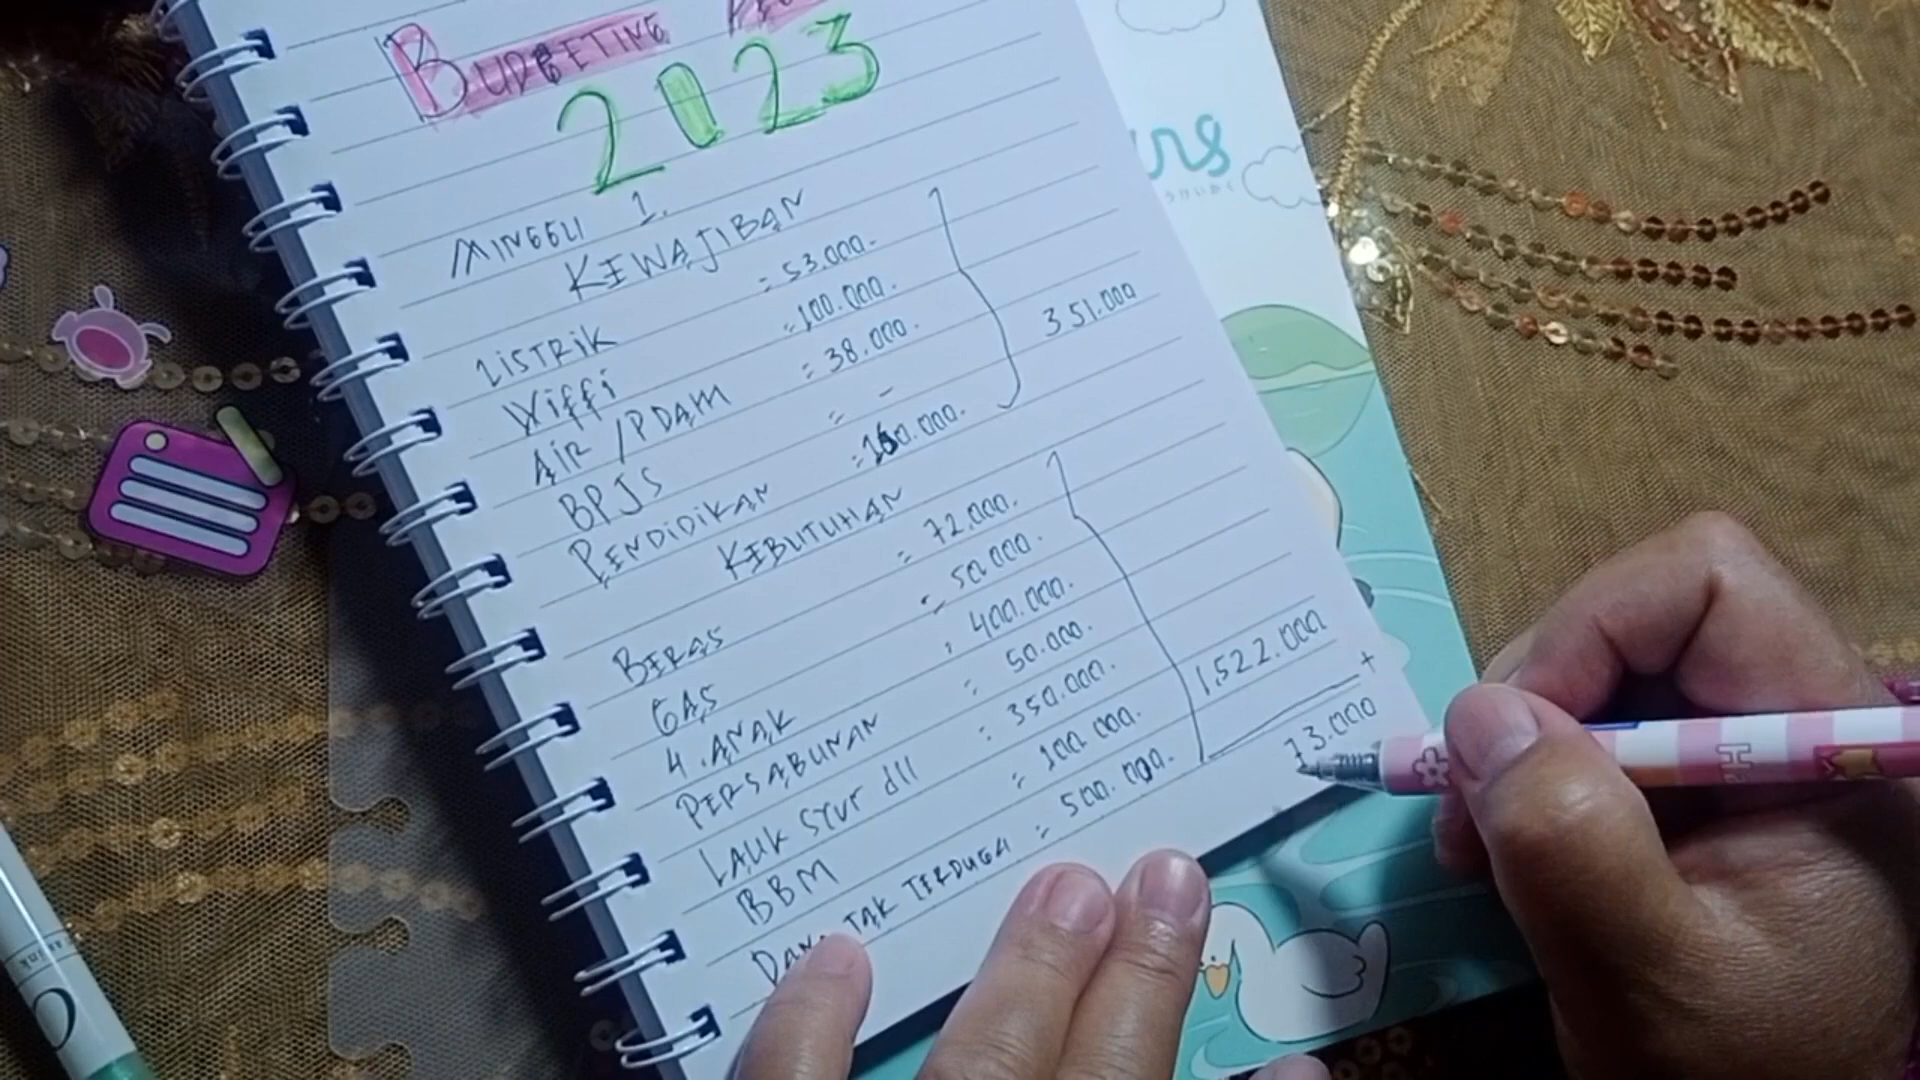 BUDGETING
2023
MINGGU 1.
KEWAJIBAN
LISTRIK = 53.000.
Wiffi = 100.000.
AIR / PDAM = 38.000.
BPJS = -
PENDIDIKAN = 160.000.
351.000
KEBUTUHAN
BERAS = 72.000.
GAS = 50.000.
4. ANAK = 400.000.
PERSABUNAN = 50.000.
LAUK SYUR dll = 350.000.
BBM = 100.000.
DANA TAK TERDUGA = 500.000.
1.522.000
+
73.000